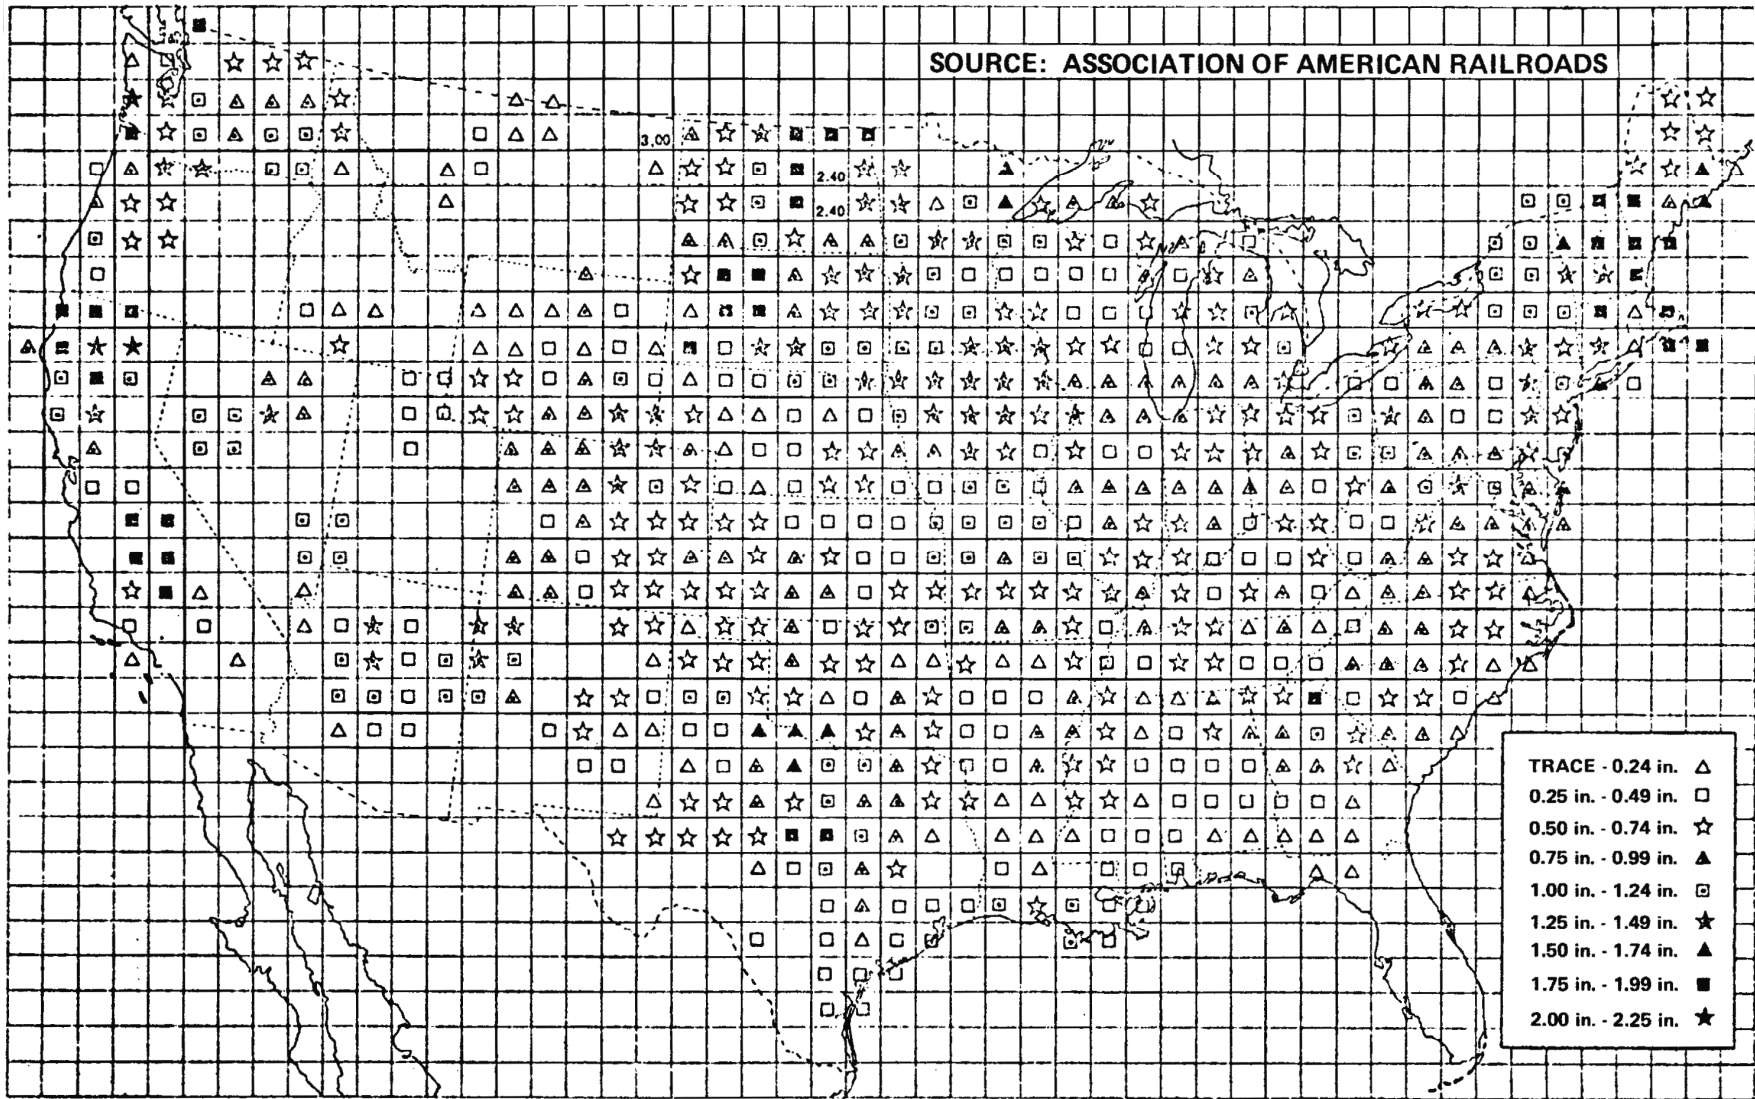 SOURCE: ASSOCIATION OF AMERICAN RAILROADS
3.00
2.40
2.40
TRACE - 0.24 in.
0.25 in. - 0.49 in.
0.50 in. - 0.74 in.
0.75 in. - 0.99 in.
1.00 in. - 1.24 in.
1.25 in. - 1.49 in.
1.50 in. - 1.74 in.
1.75 in. - 1.99 in.
2.00 in. - 2.25 in.